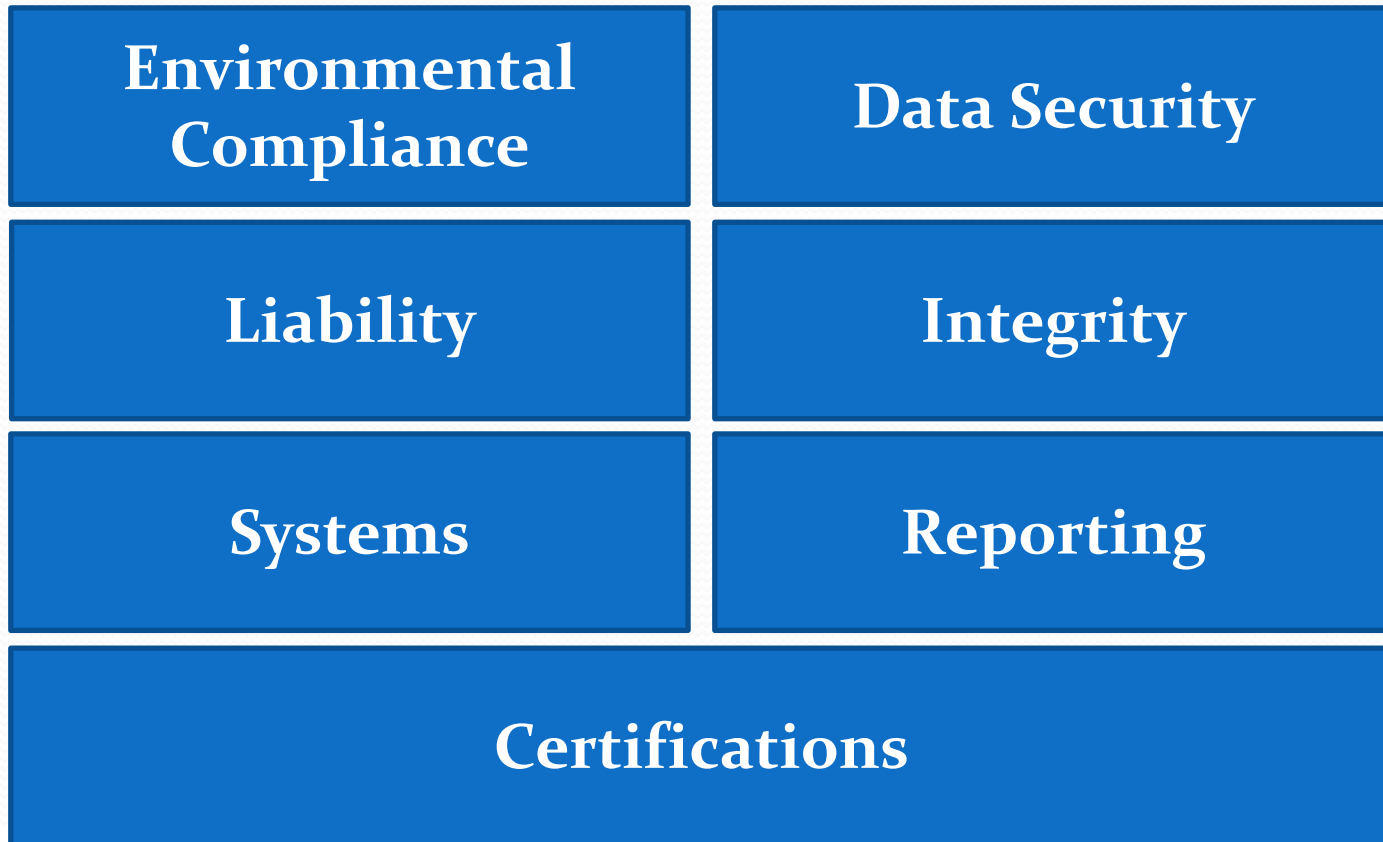 Environmental
Compliance
Data Security
Liability
Integrity
Systems
Reporting
Certifications